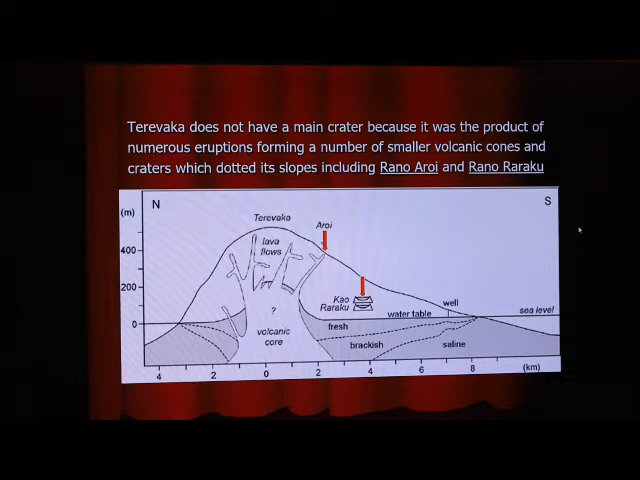 Terevaka does not have a main crater because it was the product of
numerous eruptions forming a number of smaller volcanic cones and
craters which dotted its slopes including Rano Aroi and Rano Raraku
N
S
(m)
Terevaka
Aroi
lava
flows
400
200
0
Kao
Raraku
well
water table
sea level
?
volcanic
core
fresh
brackish
saline
4 2 0 2 4 6 8 (km)